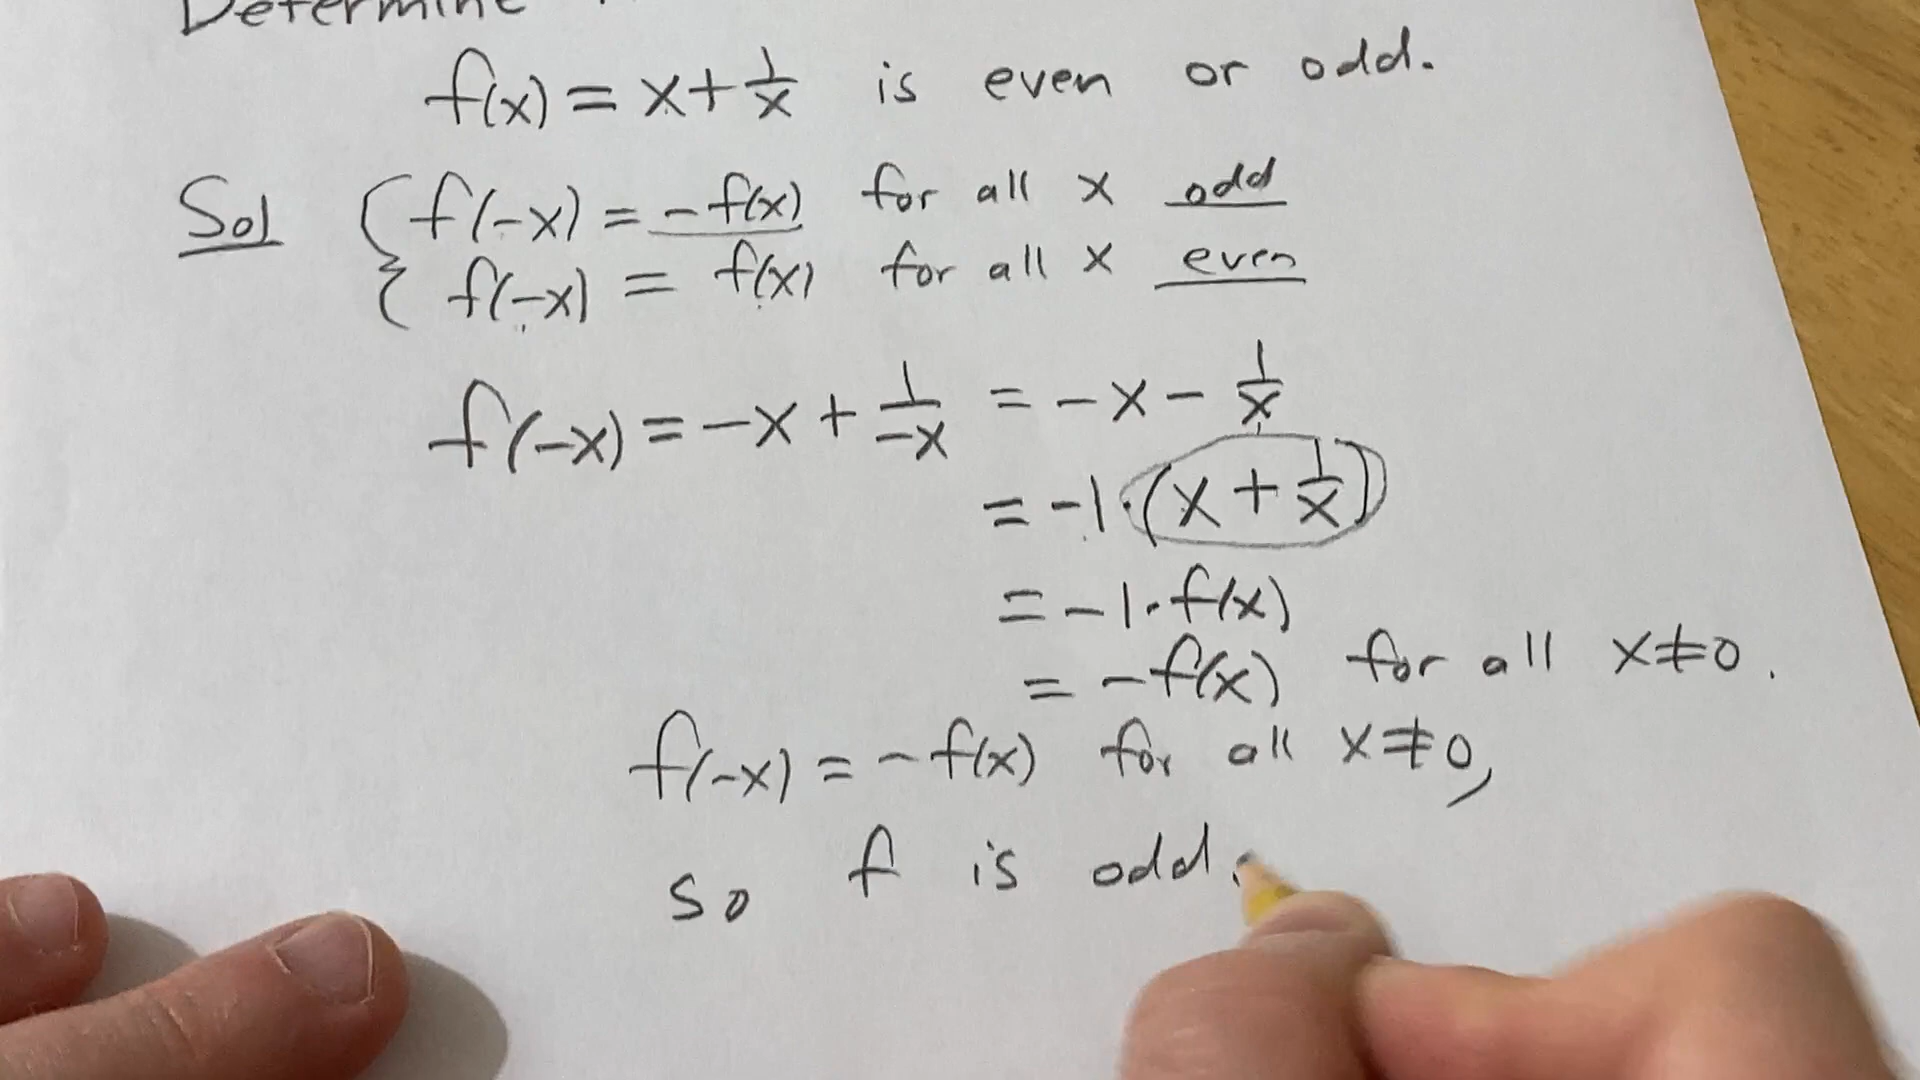 Determine
f(x) = x + 1/x is even or odd.
Sol { f(-x) = -f(x) for all x odd
f(-x) = f(x) for all x even
f(-x) = -x + 1/-x = -x - 1/x
= -1·(x + 1/x)
= -1·f(x)
= -f(x) for all x≠0.
f(-x) = -f(x) for all x≠0,
so f is odd.